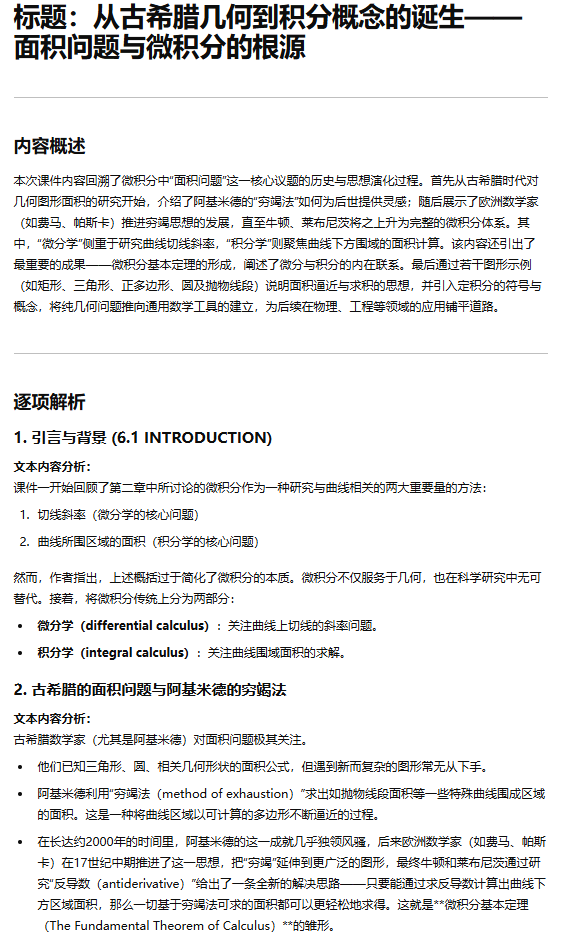 标题：从古希腊几何到积分概念的诞生——
面积问题与微积分的根源
内容概述
本次课件内容回溯了微积分中“面积问题”这一核心议题的历史与思想演化过程。首先从古希腊时代对
几何图形面积的研究开始，介绍了阿基米德的“穷竭法”如何为后世提供灵感；随后展示了欧洲数学家
（如费马、帕斯卡）推进穷竭思想的发展，直至牛顿、莱布尼茨将之上升为完整的微积分体系。其
中，“微分学”侧重于研究曲线切线斜率，“积分学”则聚焦曲线下方围域的面积计算。该内容还引出了
最重要的成果——微积分基本定理的形成，阐述了微分与积分的内在联系。最后通过若干图形示例
（如矩形、三角形、正多边形、圆及抛物线段）说明面积逼近与求积的思想，并引入定积分的符号与
概念，将纯几何问题推向通用数学工具的建立，为后续在物理、工程等领域的应用铺平道路。
逐项解析
1. 引言与背景 (6.1 INTRODUCTION)
文本内容分析：
课件一开始回顾了第二章中所讨论的微积分作为一种研究与曲线相关的两大重要量的方法：
1. 切线斜率（微分学的核心问题）
2. 曲线所围区域的面积（积分学的核心问题）
然而，作者指出，上述概括过于简化了微积分的本质。微积分不仅服务于几何，也在科学研究中无可
替代。接着，将微积分传统上分为两部分：
• 微分学（differential calculus）：关注曲线上切线的斜率问题。
• 积分学（integral calculus）：关注曲线围域面积的求解。
2. 古希腊的面积问题与阿基米德的穷竭法
文本内容分析：
古希腊数学家（尤其是阿基米德）对面积问题极其关注。
• 他们已知三角形、圆、相关几何形状的面积公式，但遇到新而复杂的图形常无从下手。
• 阿基米德利用“穷竭法（method of exhaustion）”求出如抛物线段面积等一些特殊曲线围成区域
的面积。这是一种将曲线区域以可计算的多边形不断逼近的过程。
• 在长达约2000年的时间里，阿基米德的这一成就几乎独领风骚，后来欧洲数学家（如费马、帕斯
卡）在17世纪中期推进了这一思想，把“穷竭”延伸到更广泛的图形，最终牛顿和莱布尼茨通过研
究“反导数（antiderivative）”给出了一条全新的解决思路——只要能通过求反导数计算出曲线下
方区域面积，那么一切基于穷竭法可求的面积都可以更轻松地求得。这就是**微积分基本定理
（The Fundamental Theorem of Calculus）**的雏形。